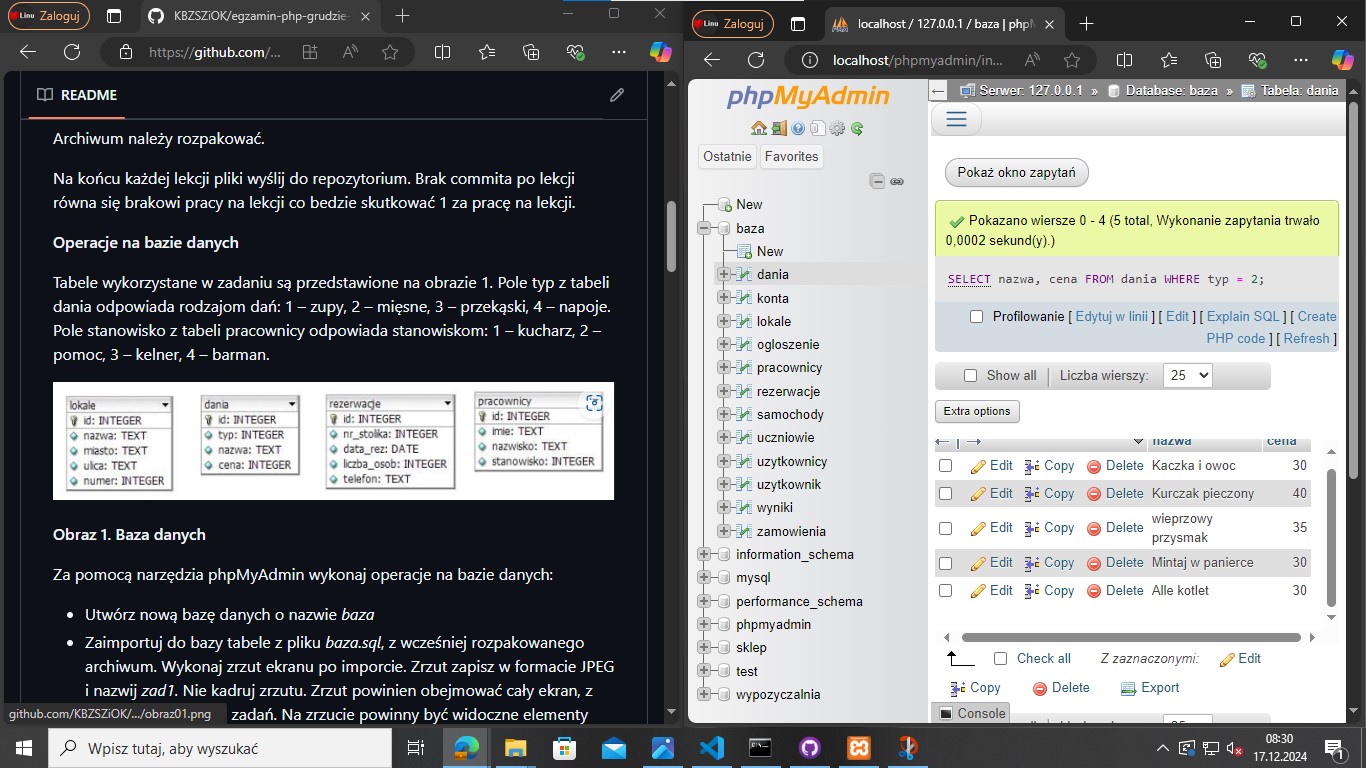 Linu Zaloguj
KBZSZiOK/egzamin-php-grudzie
https://github.com/...
README
Archiwum należy rozpakować.
Na końcu każdej lekcji pliki wyślij do repozytorium. Brak commita po lekcji
równa się brakowi pracy na lekcji co bedzie skutkować 1 za pracę na lekcji.
Operacje na bazie danych
Tabele wykorzystane w zadaniu są przedstawione na obrazie 1. Pole typ z tabeli
dania odpowiada rodzajom dań: 1 – zupy, 2 – mięsne, 3 – przekąski, 4 – napoje.
Pole stanowisko z tabeli pracownicy odpowiada stanowiskom: 1 – kucharz, 2 –
pomoc, 3 – kelner, 4 – barman.
lokale
id: INTEGER
nazwa: TEXT
miasto: TEXT
ulica: TEXT
numer: INTEGER
dania
id: INTEGER
typ: INTEGER
nazwa: TEXT
cena: INTEGER
rezerwacje
id: INTEGER
nr_stolika: INTEGER
data_rez: DATE
liczba_osob: INTEGER
telefon: TEXT
pracownicy
id: INTEGER
imie: TEXT
nazwisko: TEXT
stanowisko: INTEGER
Obraz 1. Baza danych
Za pomocą narzędzia phpMyAdmin wykonaj operacje na bazie danych:
• Utwórz nową bazę danych o nazwie baza
• Zaimportuj do bazy tabele z pliku baza.sql, z wcześniej rozpakowanego
archiwum. Wykonaj zrzut ekranu po imporcie. Zrzut zapisz w formacie JPEG
i nazwij zad1. Nie kadruj zrzutu. Zrzut powinien obejmować cały ekran, z
zadań. Na zrzucie powinny być widoczne elementy
github.com/KBZSZiOK/.../obraz01.png
Linu Zaloguj
localhost / 127.0.0.1 / baza | phpM
localhost/phpmyadmin/in...
phpMyAdmin
Ostatnie Favorites
New
baza
New
dania
konta
lokale
ogloszenie
pracownicy
rezerwacje
samochody
uczniowie
uzytkownicy
uzytkownik
wyniki
zamowienia
information_schema
mysql
performance_schema
phpmyadmin
sklep
test
wypozyczalnia
Serwer: 127.0.0.1 » Database: baza » Tabela: dania
Pokaż okno zapytań
Pokazano wiersze 0 - 4 (5 total, Wykonanie zapytania trwało
0,0002 sekund(y).)
SELECT nazwa, cena FROM dania WHERE typ = 2;
Profilowanie [ Edytuj w linii ] [ Edit ] [ Explain SQL ] [ Create
PHP code ] [ Refresh ]
Show all Liczba wierszy: 25
Extra options
nazwa cena
Edit Copy Delete Kaczka i owoc 30
Edit Copy Delete Kurczak pieczony 40
Edit Copy Delete wieprzowy
przysmak 35
Edit Copy Delete Mintaj w panierce 30
Edit Copy Delete Alle kotlet 30
Check all Z zaznaczonymi: Edit
Copy Delete Export
Console
Wpisz tutaj, aby wyszukać
08:30
17.12.2024
1